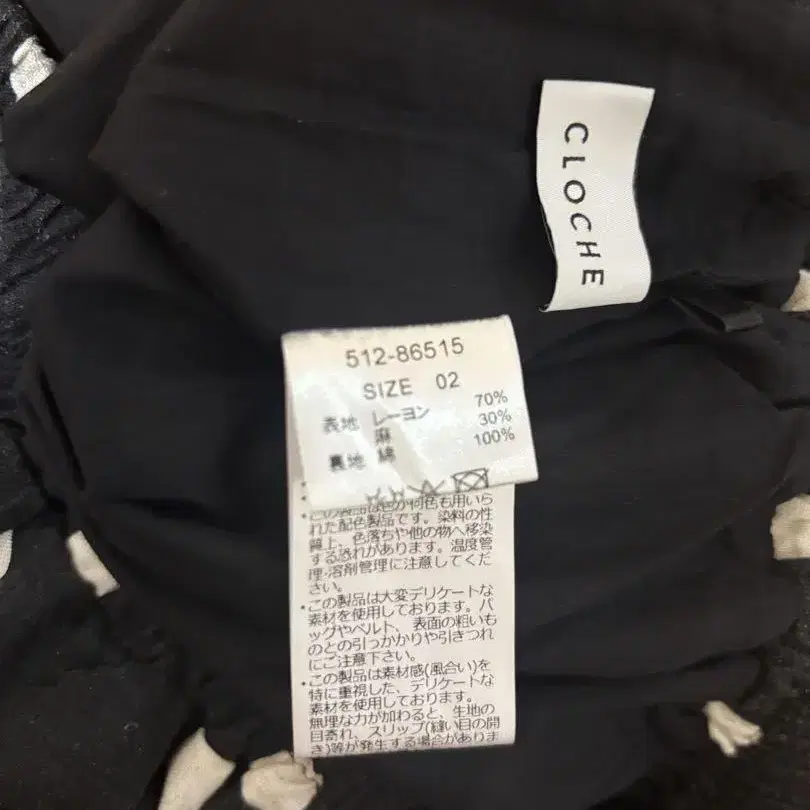 CLOCHE
512-86515
SIZE 02
表地 レーヨン 70%
麻 30%
裏地 綿 100%
れた配色製品です。染料の性
質上、色落ちや他の物へ移染
する恐れがあります。温度管
理・溶剤管理に注意してくだ
さい。
・この製品は大変デリケートな
素材を使用しております。バ
ッグやベルト、表面の粗いも
のとの引っかかりや引きつれ
にご注意下さい。
・この製品は素材感(風合い)を
特に重視した、デリケートな
素材を使用しております。
無理な力が加わると、生地の
目寄れ、スリップ(縫い目の開
き)等が発生する場合がありま